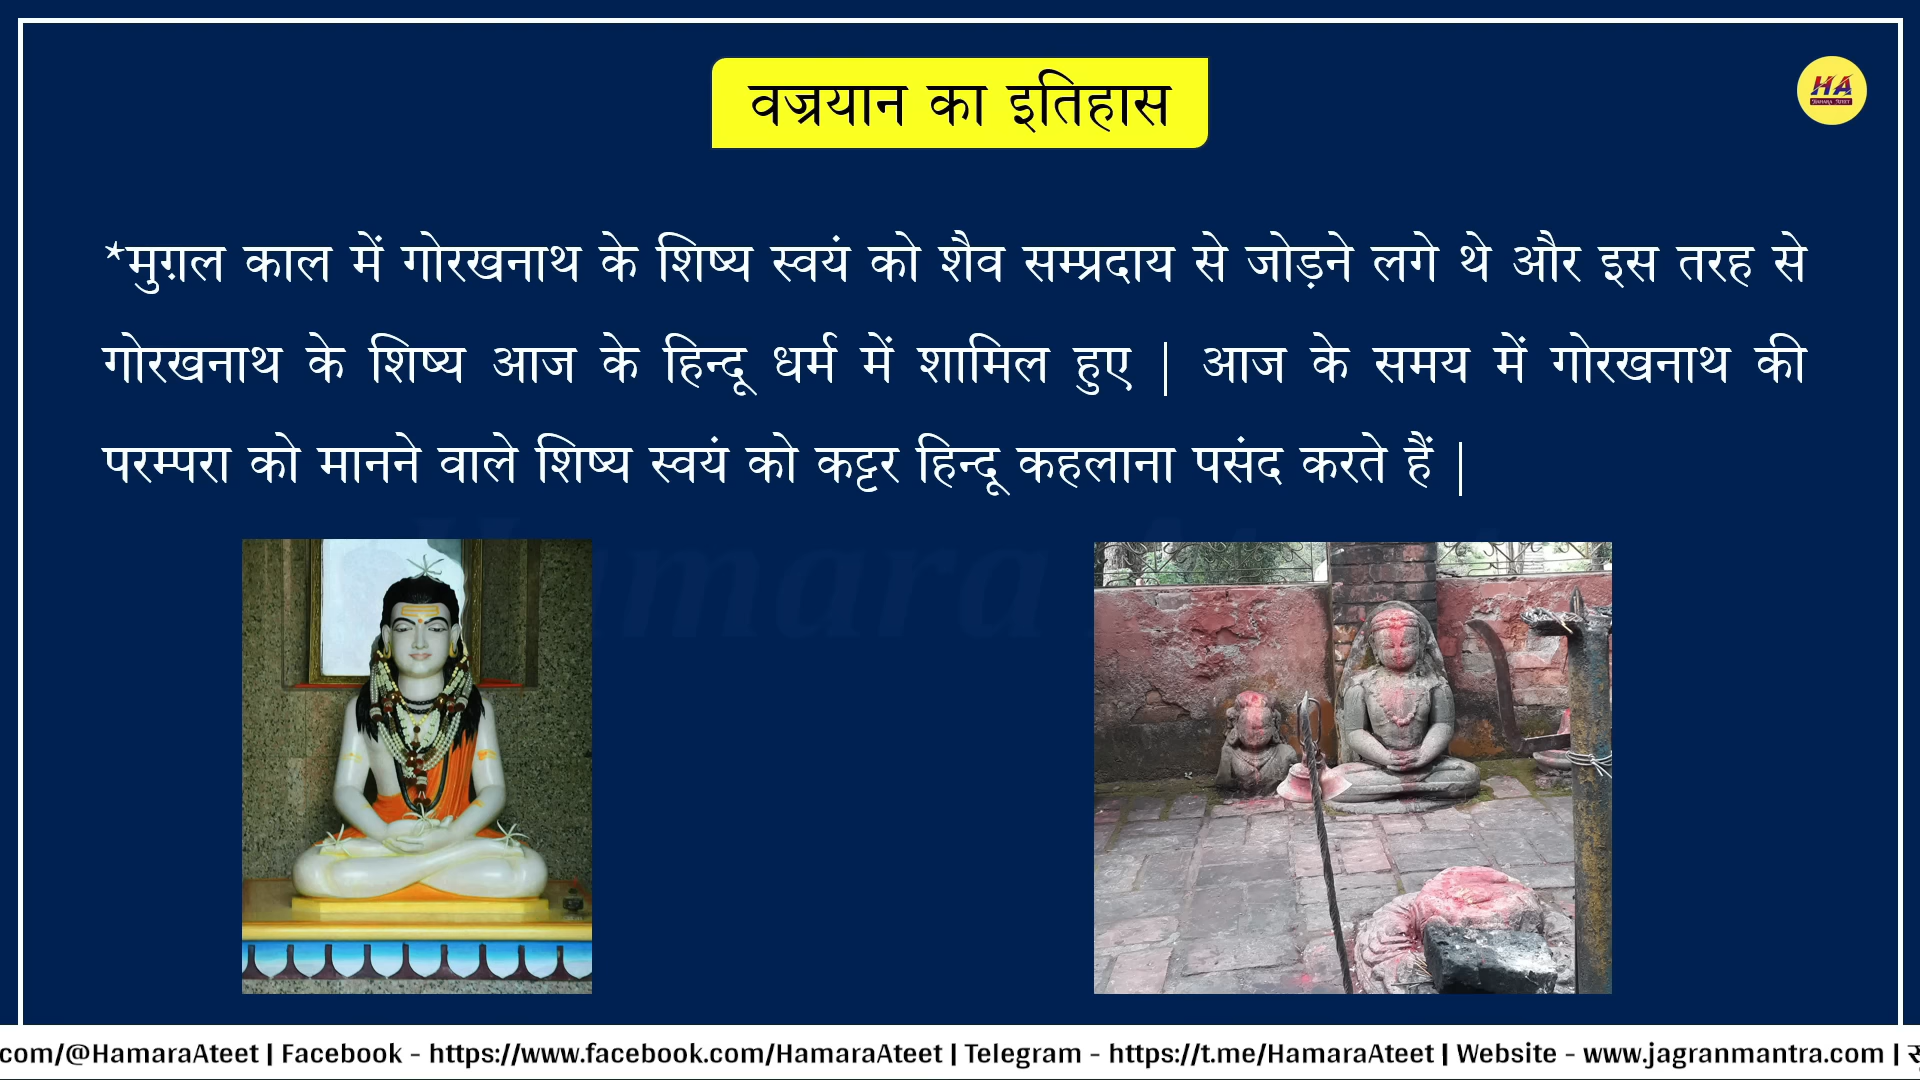 वज्रयान का इतिहास
HA
HAMARA ATEET
*मुग़ल काल में गोरखनाथ के शिष्य स्वयं को शैव सम्प्रदाय से जोड़ने लगे थे और इस तरह से
गोरखनाथ के शिष्य आज के हिन्दू धर्म में शामिल हुए | आज के समय में गोरखनाथ की
परम्परा को मानने वाले शिष्य स्वयं को कट्टर हिन्दू कहलाना पसंद करते हैं |
com/@HamaraAteet | Facebook - https://www.facebook.com/HamaraAteet | Telegram - https://t.me/HamaraAteet | Website - www.jagranmantra.com |